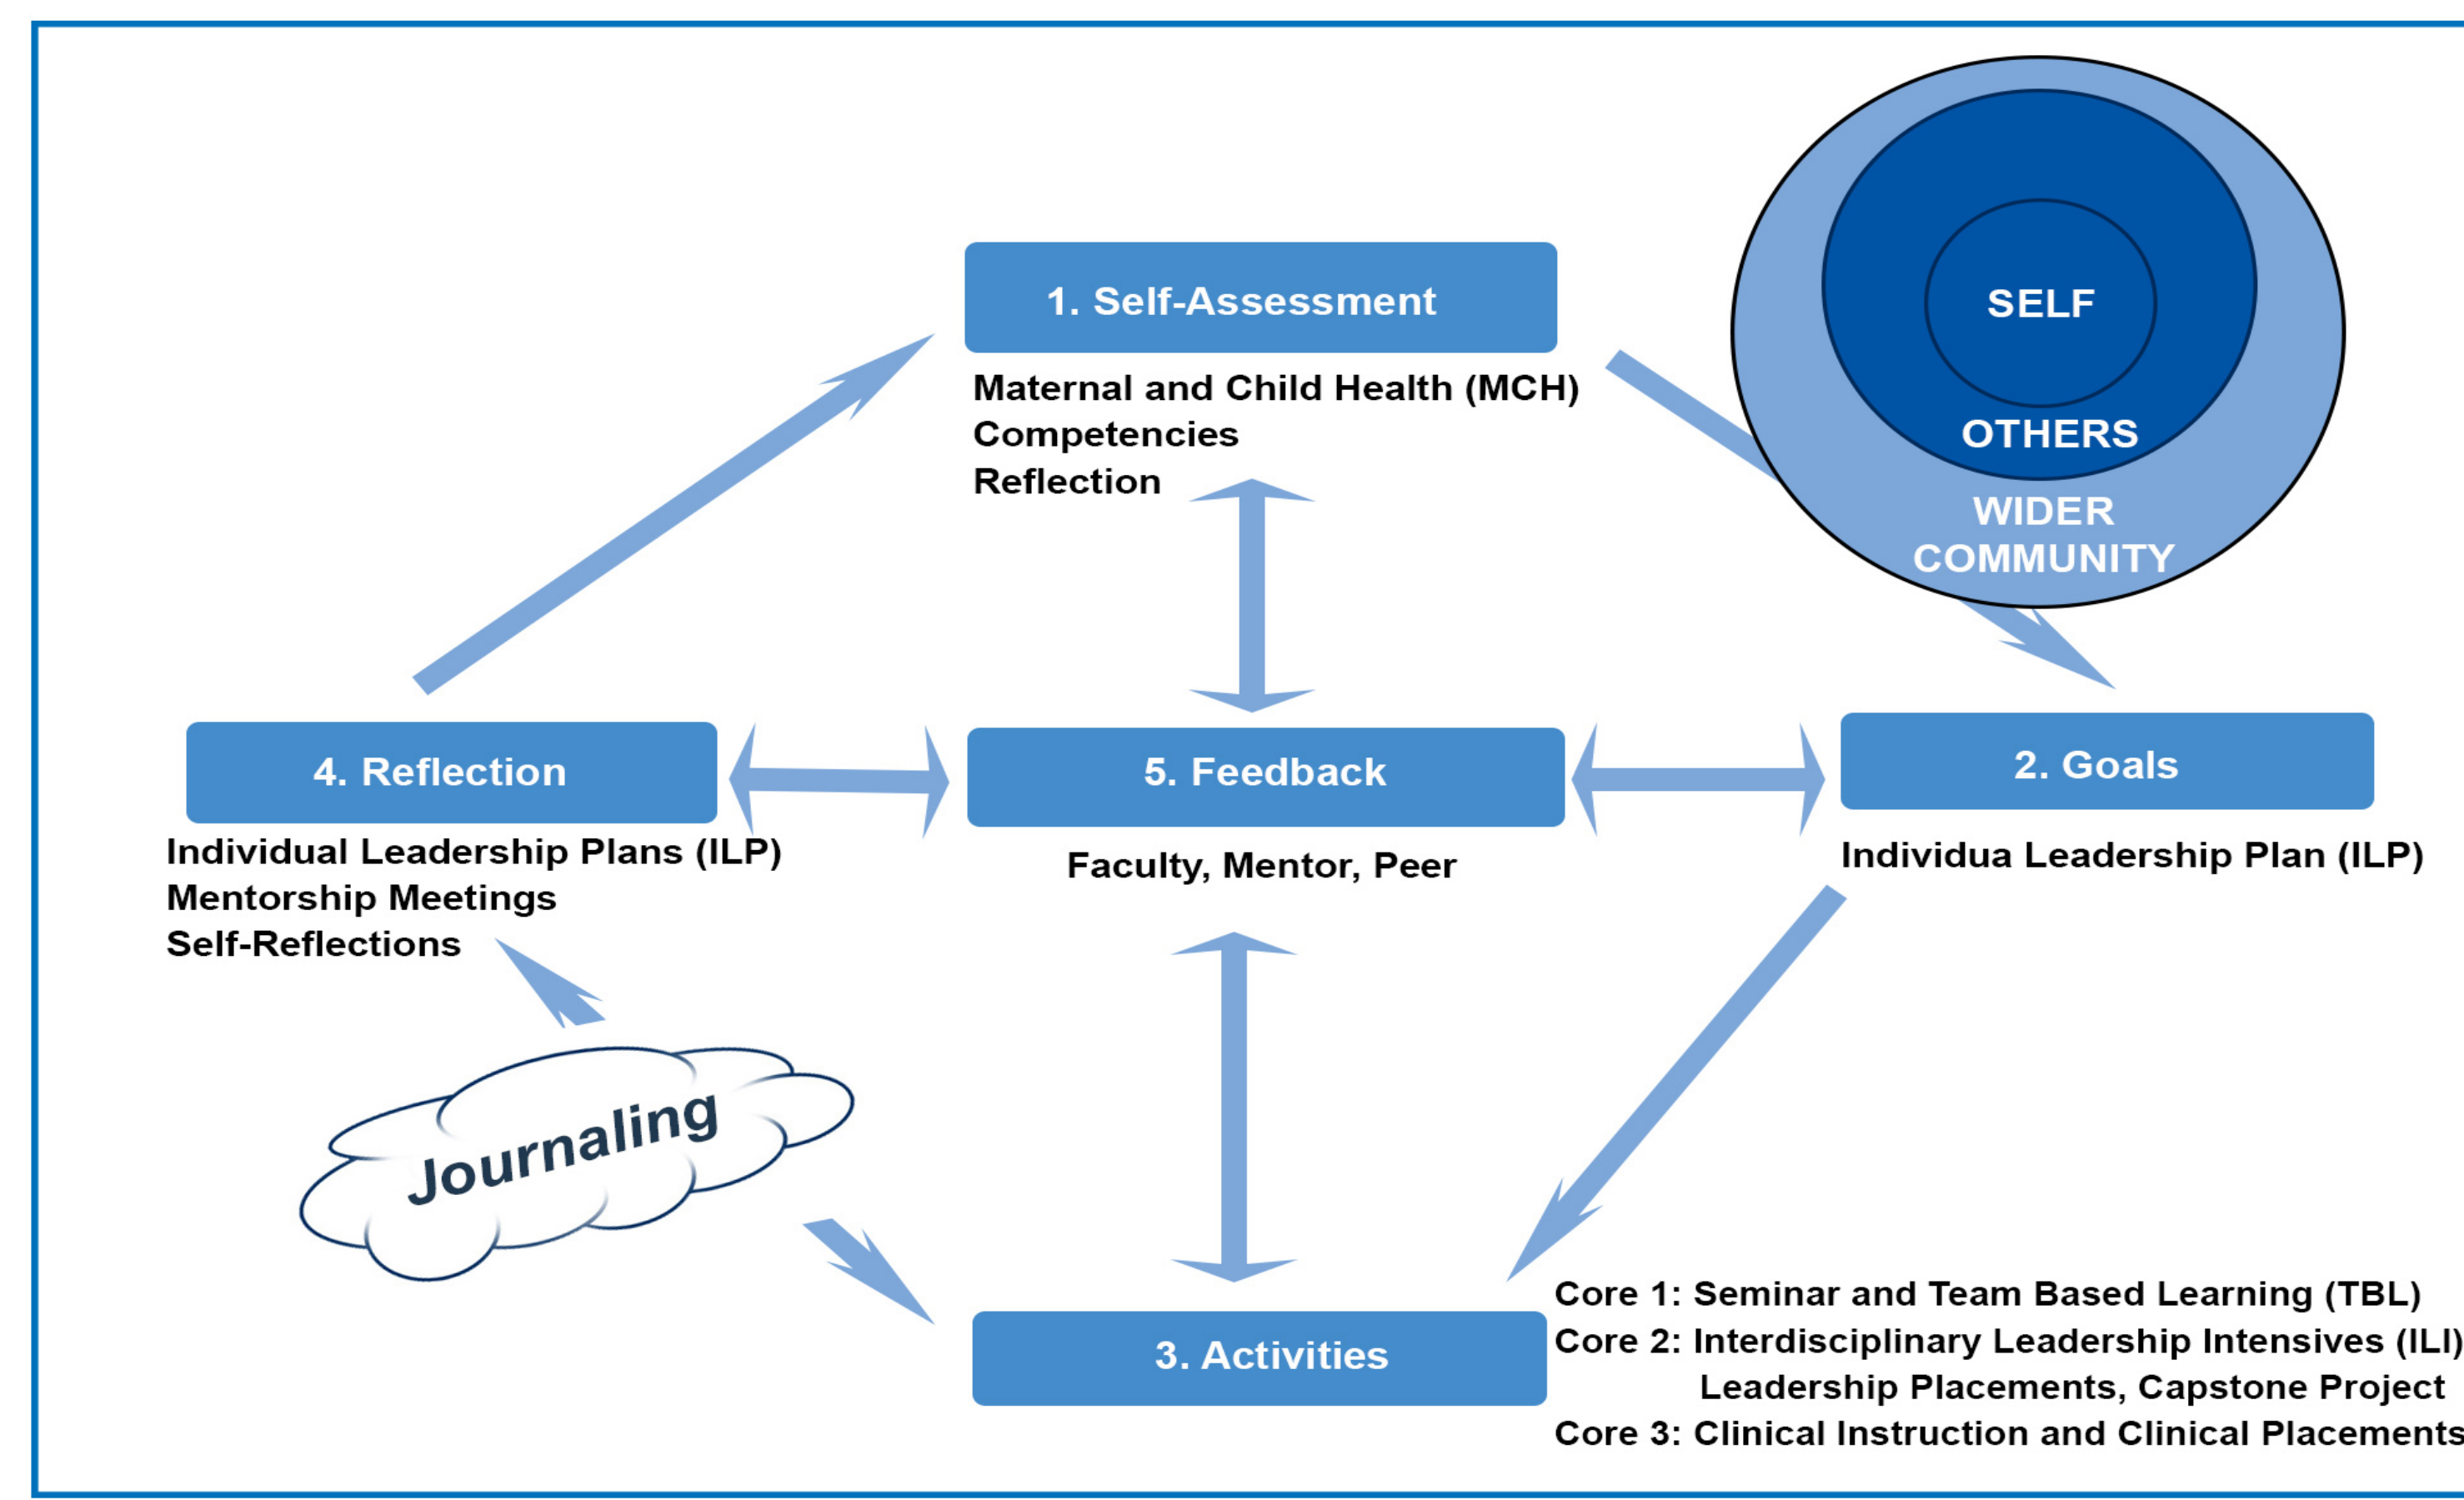 1. Self-Assessment
Maternal and Child Health (MCH)
Competencies
Reflection
SELF
OTHERS
WIDER
COMMUNITY
4. Reflection
Individual Leadership Plans (ILP)
Mentorship Meetings
Self-Reflections
5. Feedback
Faculty, Mentor, Peer
2. Goals
Individua Leadership Plan (ILP)
Journaling
3. Activities
Core 1: Seminar and Team Based Learning (TBL)
Core 2: Interdisciplinary Leadership Intensives (ILI)
Leadership Placements, Capstone Project
Core 3: Clinical Instruction and Clinical Placements